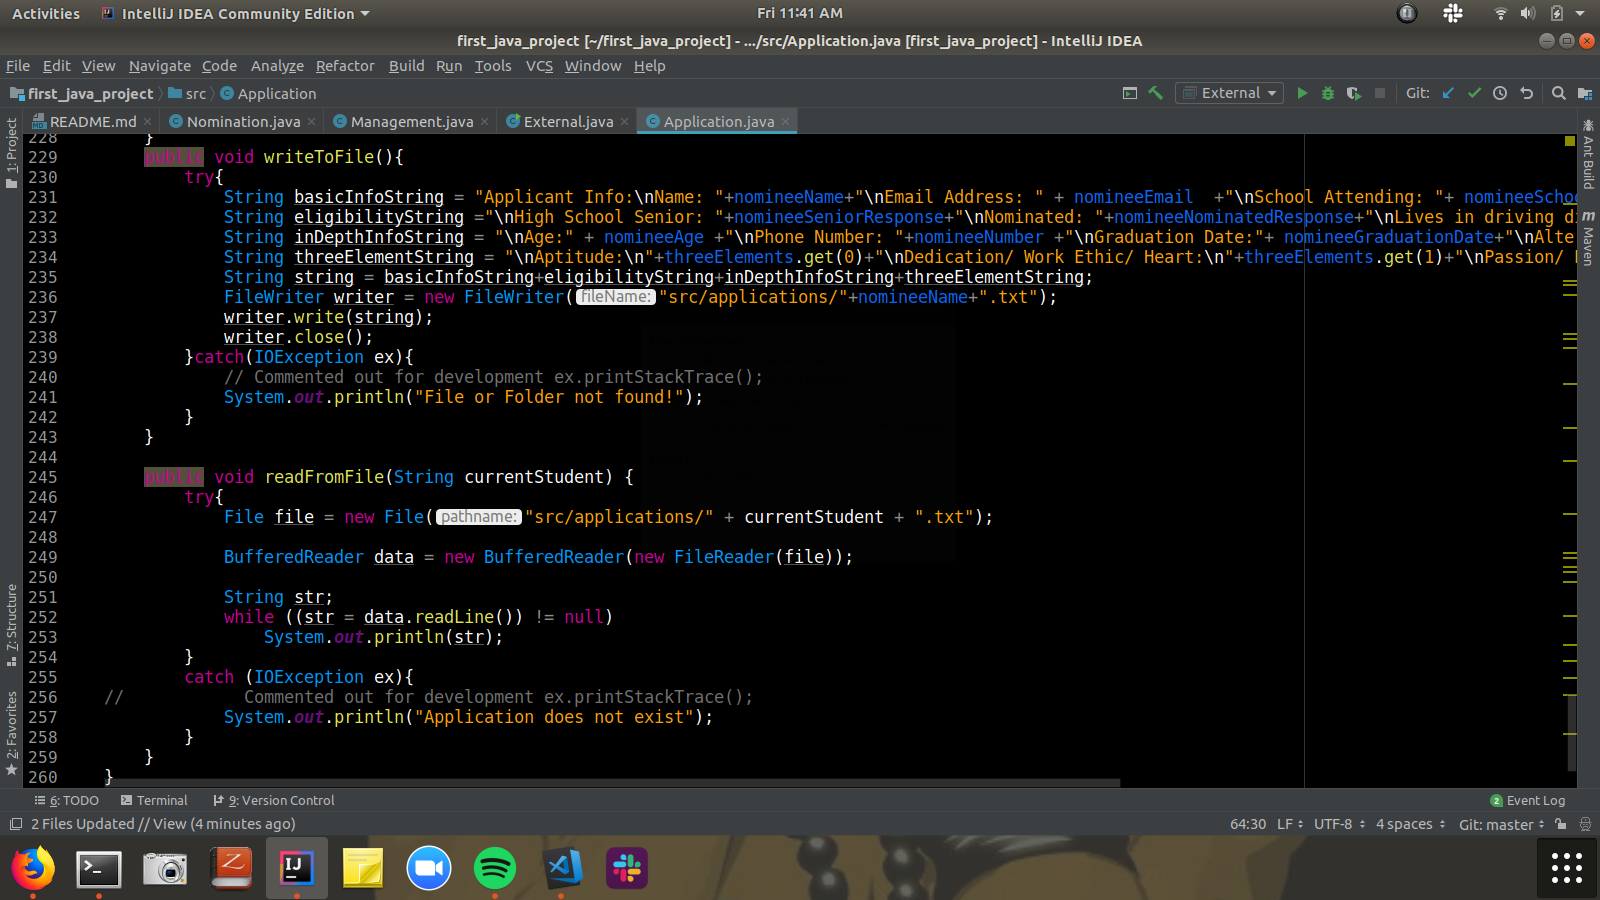 Activities IntelliJ IDEA Community Edition Fri 11:41 AM
first_java_project [~/first_java_project] - .../src/Application.java [first_java_project] - IntelliJ IDEA
File Edit View Navigate Code Analyze Refactor Build Run Tools VCS Window Help
first_java_project src Application External Git:
README.md Nomination.java Management.java External.java Application.java
1: Project
7: Structure
2: Favorites
Ant Build
Maven
228 }
229 public void writeToFile(){
230 try{
231 String basicInfoString = "Applicant Info:\nName: "+nomineeName+"\nEmail Address: " + nomineeEmail +"\nSchool Attending: "+ nomineeSchoo
232 String eligibilityString ="\nHigh School Senior: "+nomineeSeniorResponse+"\nNominated: "+nomineeNominatedResponse+"\nLives in driving di
233 String inDepthInfoString = "\nAge:" + nomineeAge +"\nPhone Number: "+nomineeNumber +"\nGraduation Date:"+ nomineeGraduationDate+"\nAlte
234 String threeElementString = "\nAptitude:\n"+threeElements.get(0)+"\nDedication/ Work Ethic/ Heart:\n"+threeElements.get(1)+"\nPassion/
235 String string = basicInfoString+eligibilityString+inDepthInfoString+threeElementString;
236 FileWriter writer = new FileWriter( fileName: "src/applications/"+nomineeName+".txt");
237 writer.write(string);
238 writer.close();
239 }catch(IOException ex){
240 // Commented out for development ex.printStackTrace();
241 System.out.println("File or Folder not found!");
242 }
243 }
244
245 public void readFromFile(String currentStudent) {
246 try{
247 File file = new File( pathname: "src/applications/" + currentStudent + ".txt");
248
249 BufferedReader data = new BufferedReader(new FileReader(file));
250
251 String str;
252 while ((str = data.readLine()) != null)
253 System.out.println(str);
254 }
255 catch (IOException ex){
256 // Commented out for development ex.printStackTrace();
257 System.out.println("Application does not exist");
258 }
259 }
260 }
6: TODO Terminal 9: Version Control 2 Event Log
2 Files Updated // View (4 minutes ago) 64:30 LF UTF-8 4 spaces Git: master